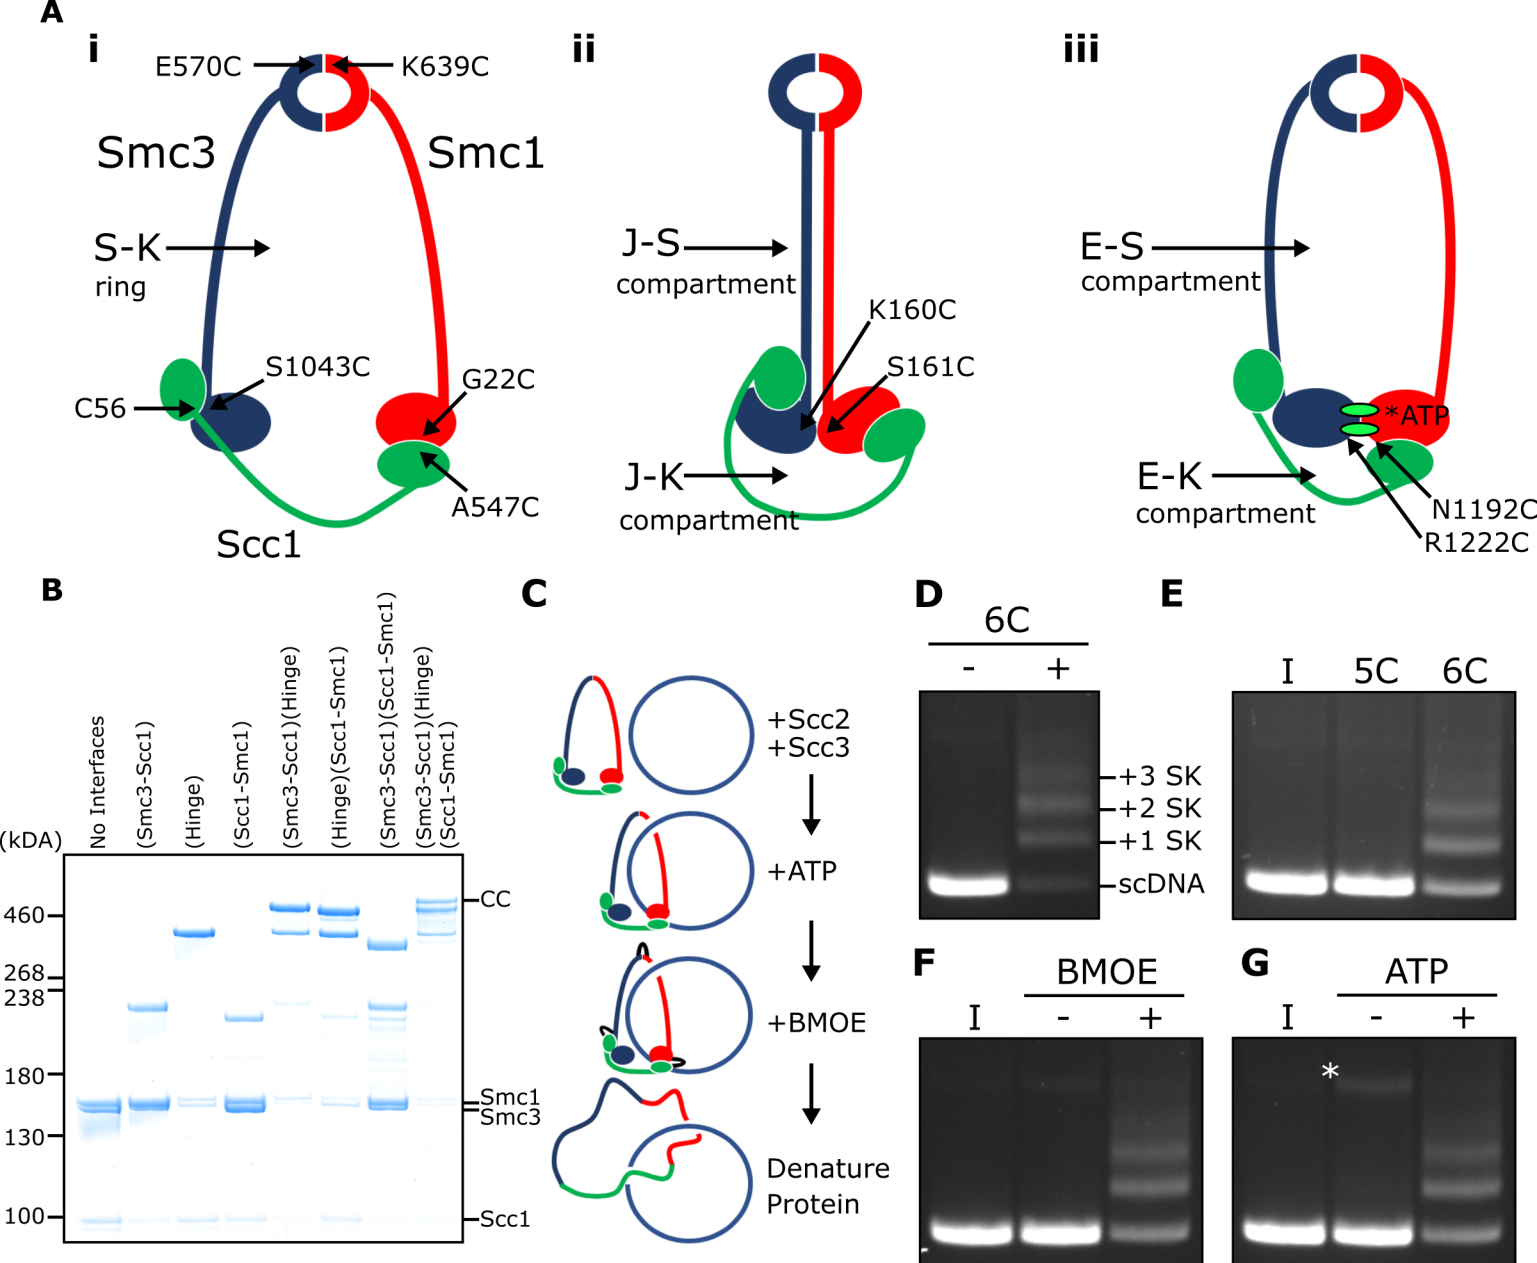 A
i
ii
iii
E570C
K639C
Smc3
Smc1
S-K
ring
S1043C
C56
G22C
A547C
Scc1
J-S
compartment
K160C
S161C
J-K
compartment
E-S
compartment
*ATP
E-K
compartment
N1192C
R1222C
B
(kDA)
No Interfaces
(Smc3-Scc1)
(Hinge)
(Scc1-Smc1)
(Smc3-Scc1)(Hinge)
(Hinge)(Scc1-Smc1)
(Smc3-Scc1)(Scc1-Smc1)
(Smc3-Scc1)(Hinge)
(Scc1-Smc1)
460
268
238
180
130
100
CC
Smc1
Smc3
Scc1
C
+Scc2
+Scc3
+ATP
+BMOE
Denature
Protein
D
6C
- +
+3 SK
+2 SK
+1 SK
scDNA
E
I 5C 6C
F
BMOE
I - +
G
ATP
I - +
*